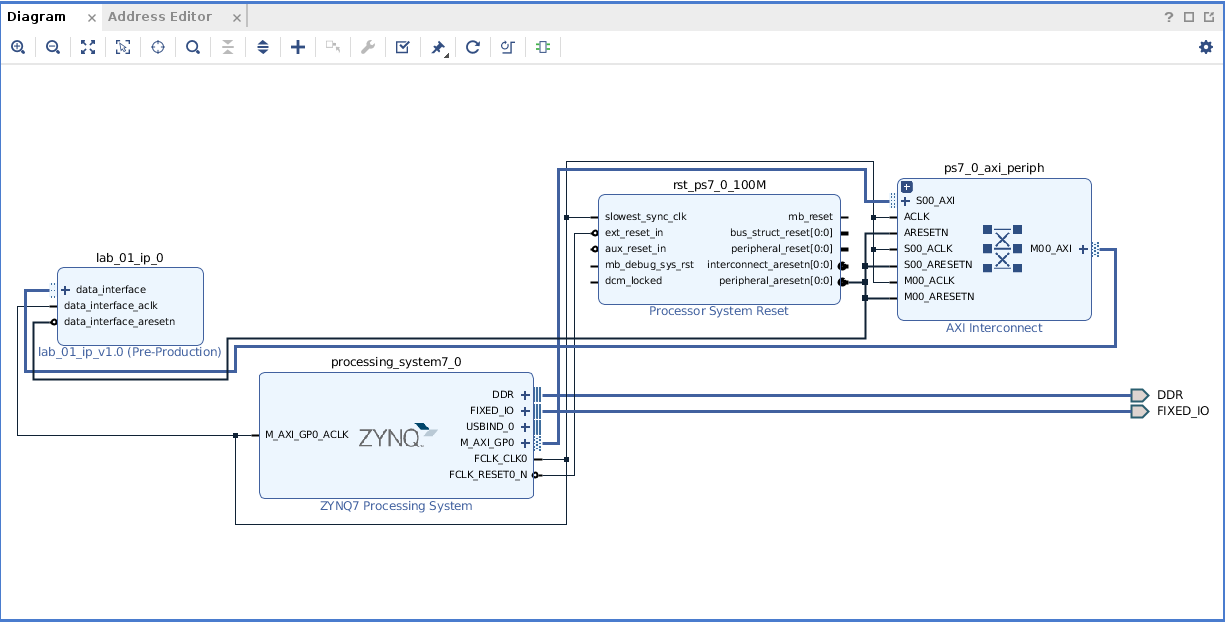 Diagram
Address Editor
ps7_0_axi_periph
rst_ps7_0_100M
S00_AXI
slowest_sync_clk
mb_reset
ACLK
ext_reset_in
bus_struct_reset[0:0]
ARESETN
aux_reset_in
peripheral_reset[0:0]
S00_ACLK
M00_AXI
mb_debug_sys_rst
interconnect_aresetn[0:0]
S00_ARESETN
dcm_locked
peripheral_aresetn[0:0]
M00_ACLK
M00_ARESETN
Processor System Reset
AXI Interconnect
lab_01_ip_0
data_interface
data_interface_aclk
data_interface_aresetn
lab_01_ip_v1.0 (Pre-Production)
processing_system7_0
DDR
FIXED_IO
USBIND_0
M_AXI_GP0_ACLK
ZYNQ
M_AXI_GP0
FCLK_CLK0
FCLK_RESET0_N
ZYNQ7 Processing System
DDR
FIXED_IO